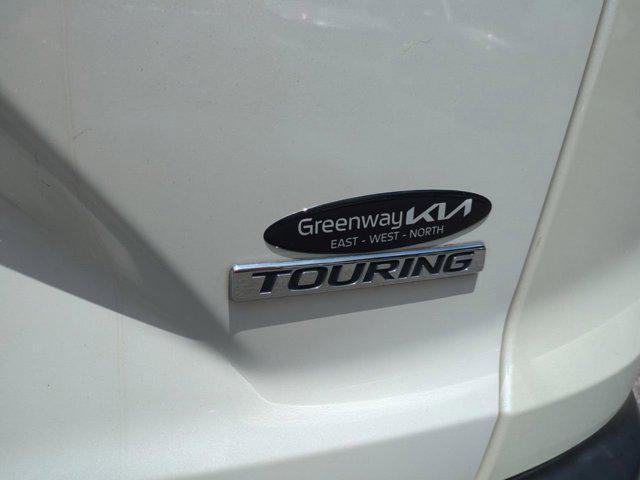 Greenway KIA
EAST - WEST - NORTH
TOURING